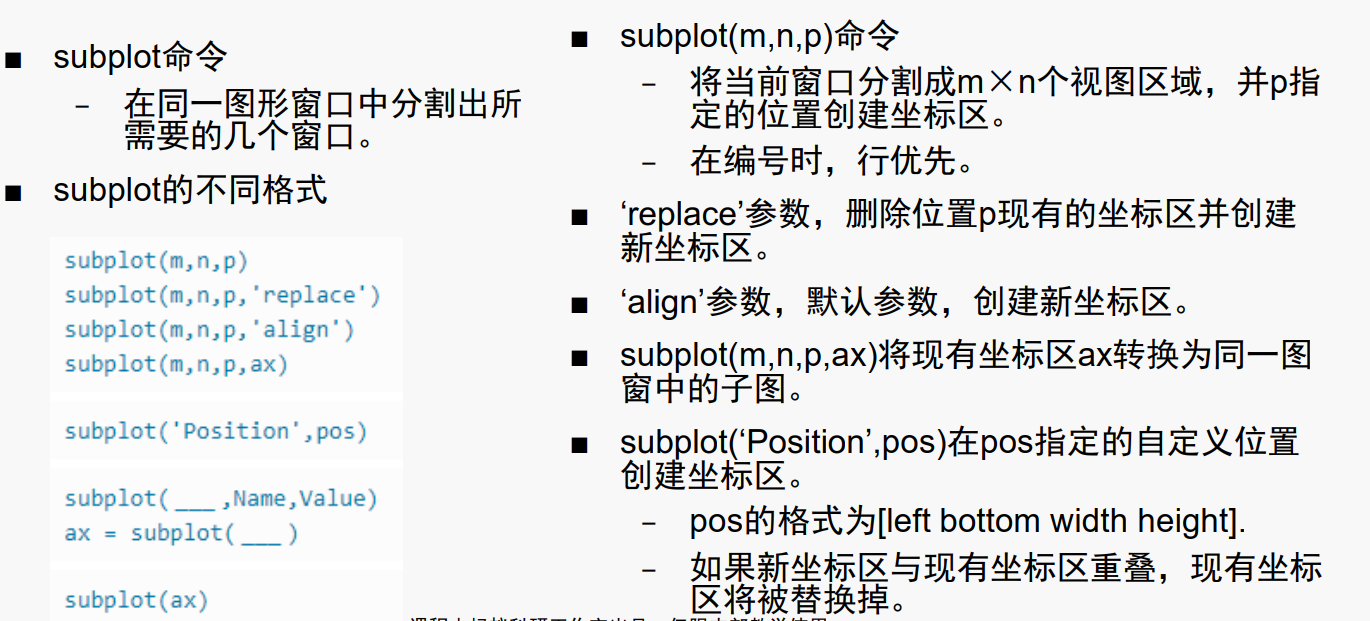 ■ subplot命令
– 在同一图形窗口中分割出所
需要的几个窗口。
■ subplot的不同格式
subplot(m,n,p)
subplot(m,n,p,'replace')
subplot(m,n,p,'align')
subplot(m,n,p,ax)
subplot('Position',pos)
subplot(___,Name,Value)
ax = subplot(___)
subplot(ax)
■ subplot(m,n,p)命令
– 将当前窗口分割成m×n个视图区域，并p指
定的位置创建坐标区。
– 在编号时，行优先。
■ ‘replace’参数，删除位置p现有的坐标区并创建
新坐标区。
■ ‘align’参数，默认参数，创建新坐标区。
■ subplot(m,n,p,ax)将现有坐标区ax转换为同一图
窗中的子图。
■ subplot(‘Position’,pos)在pos指定的自定义位置
创建坐标区。
– pos的格式为[left bottom width height].
– 如果新坐标区与现有坐标区重叠，现有坐标
区将被替换掉。